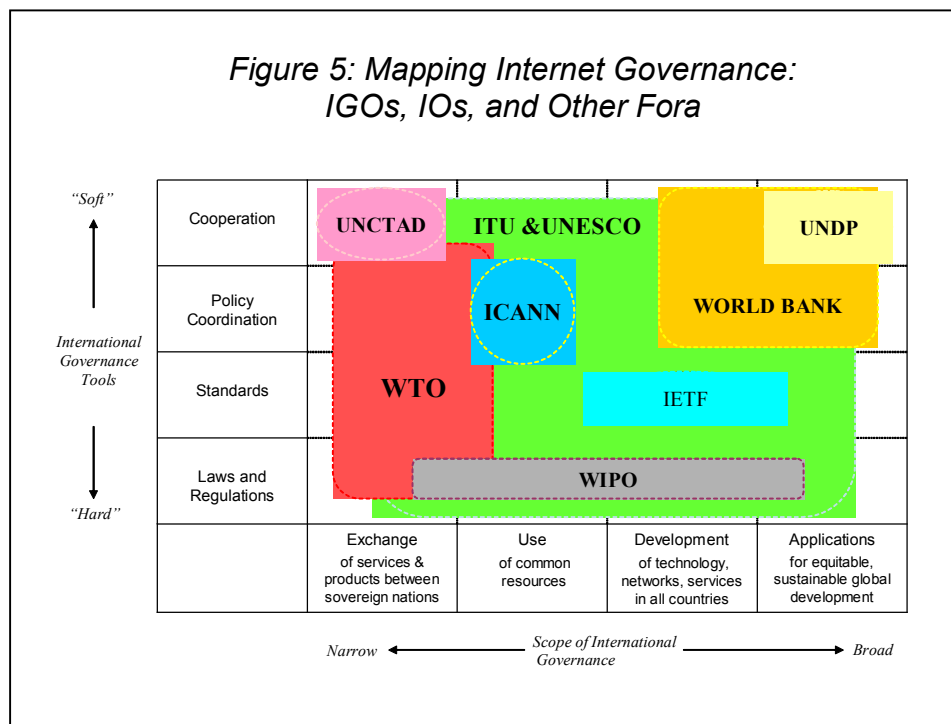 Figure 5: Mapping Internet Governance:
IGOs, IOs, and Other Fora
“Soft”
International
Governance
Tools
“Hard”
Cooperation
Policy
Coordination
Standards
Laws and
Regulations
UNCTAD
ITU &UNESCO
UNDP
ICANN
WORLD BANK
WTO
IETF
WIPO
Exchange
of services &
products between
sovereign nations
Use
of common
resources
Development
of technology,
networks, services
in all countries
Applications
for equitable,
sustainable global
development
Narrow
Scope of International
Governance
Broad